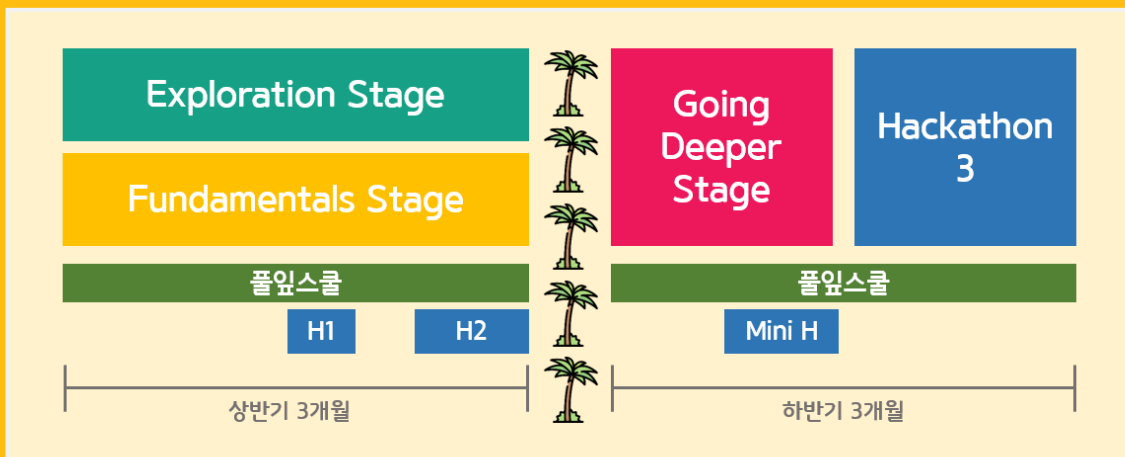 Exploration Stage
Fundamentals Stage
풀잎스쿨
H1
H2
상반기 3개월
Going
Deeper
Stage
Hackathon
3
풀잎스쿨
Mini H
하반기 3개월